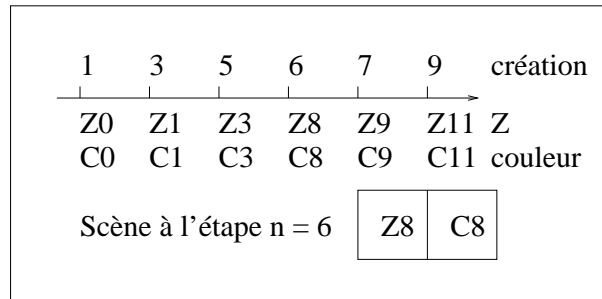 1 3 5 6 7 9 création
Z0 Z1 Z3 Z8 Z9 Z11 Z
C0 C1 C3 C8 C9 C11 couleur
Scène à l'étape n = 6 Z8 C8